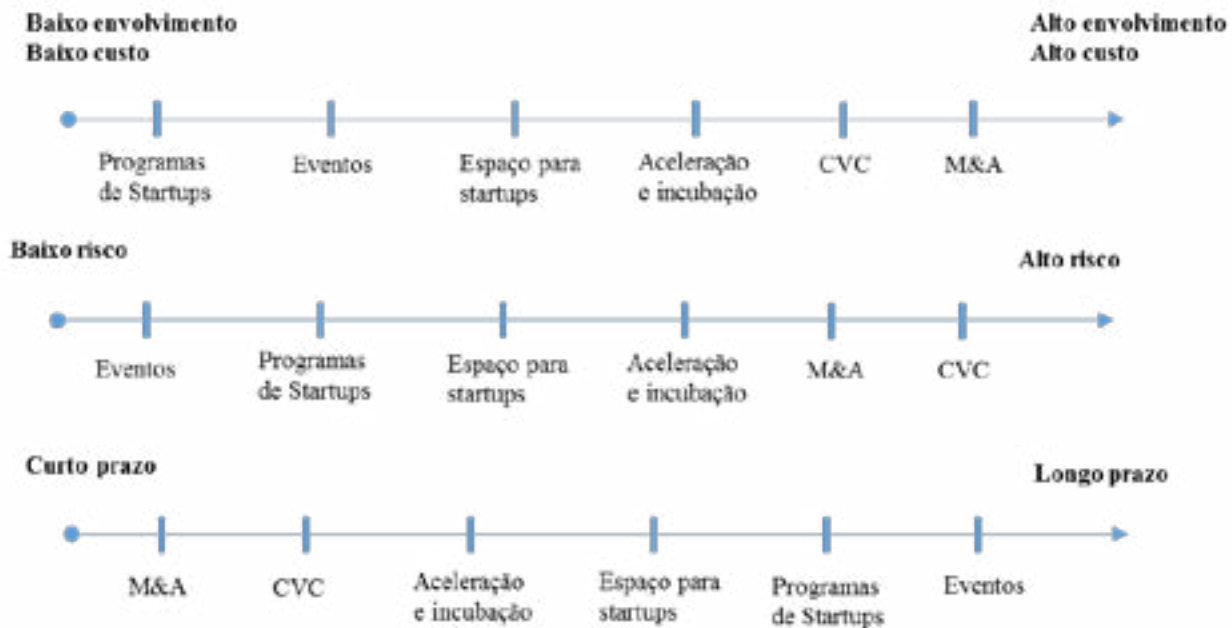 Baixo envolvimento
Baixo custo
Alto envolvimento
Alto custo
Programas
de Startups
Eventos
Espaço para
startups
Aceleração
e incubação
CVC
M&A
Baixo risco
Alto risco
Eventos
Programas
de Startups
Espaço para
startups
Aceleração
e incubação
M&A
CVC
Curto prazo
Longo prazo
M&A
CVC
Aceleração
e incubação
Espaço para
startups
Programas
de Startups
Eventos